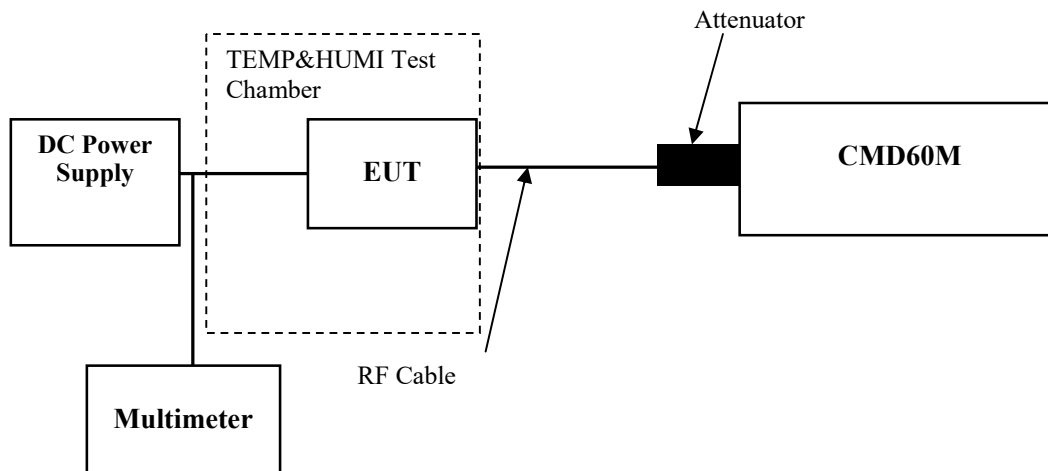 Attenuator
TEMP&HUMI Test
Chamber
DC Power
Supply
EUT
CMD60M
RF Cable
Multimeter